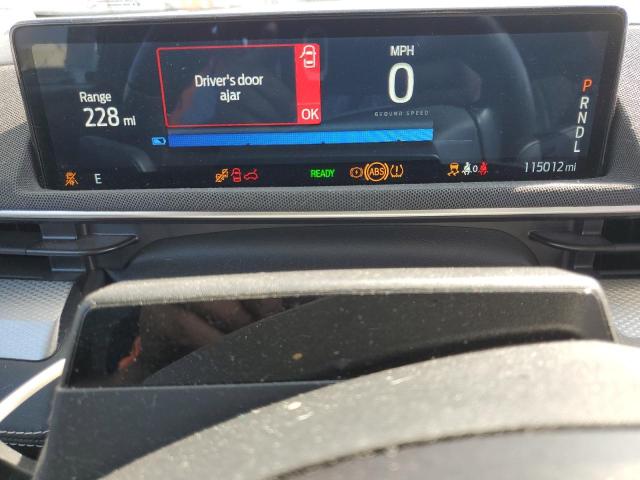 MPH
Driver's door
ajar
OK
0
GROUND SPEED
Range
228 mi
P
R
N
D
L
E
READY
ABS
115012 mi